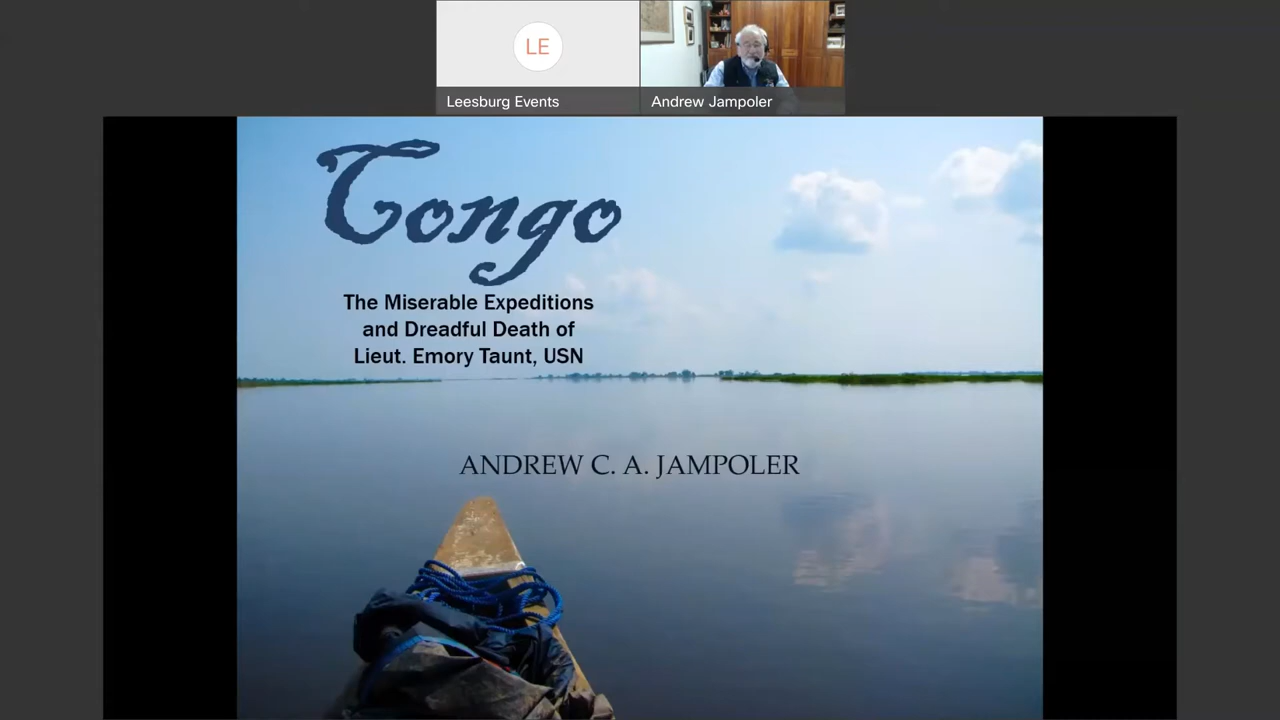 LE
Leesburg Events
Andrew Jampoler
Congo
The Miserable Expeditions
and Dreadful Death of
Lieut. Emory Taunt, USN
ANDREW C. A. JAMPOLER